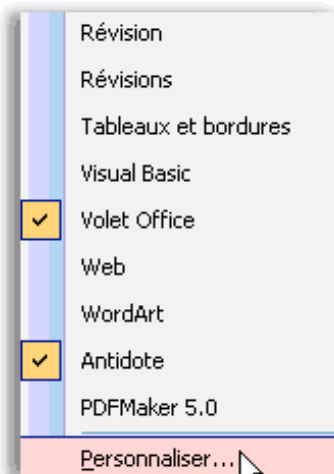 Révision
Révisions
Tableaux et bordures
Visual Basic
Volet Office
Web
WordArt
Antidote
PDFMaker 5.0
Personnaliser...